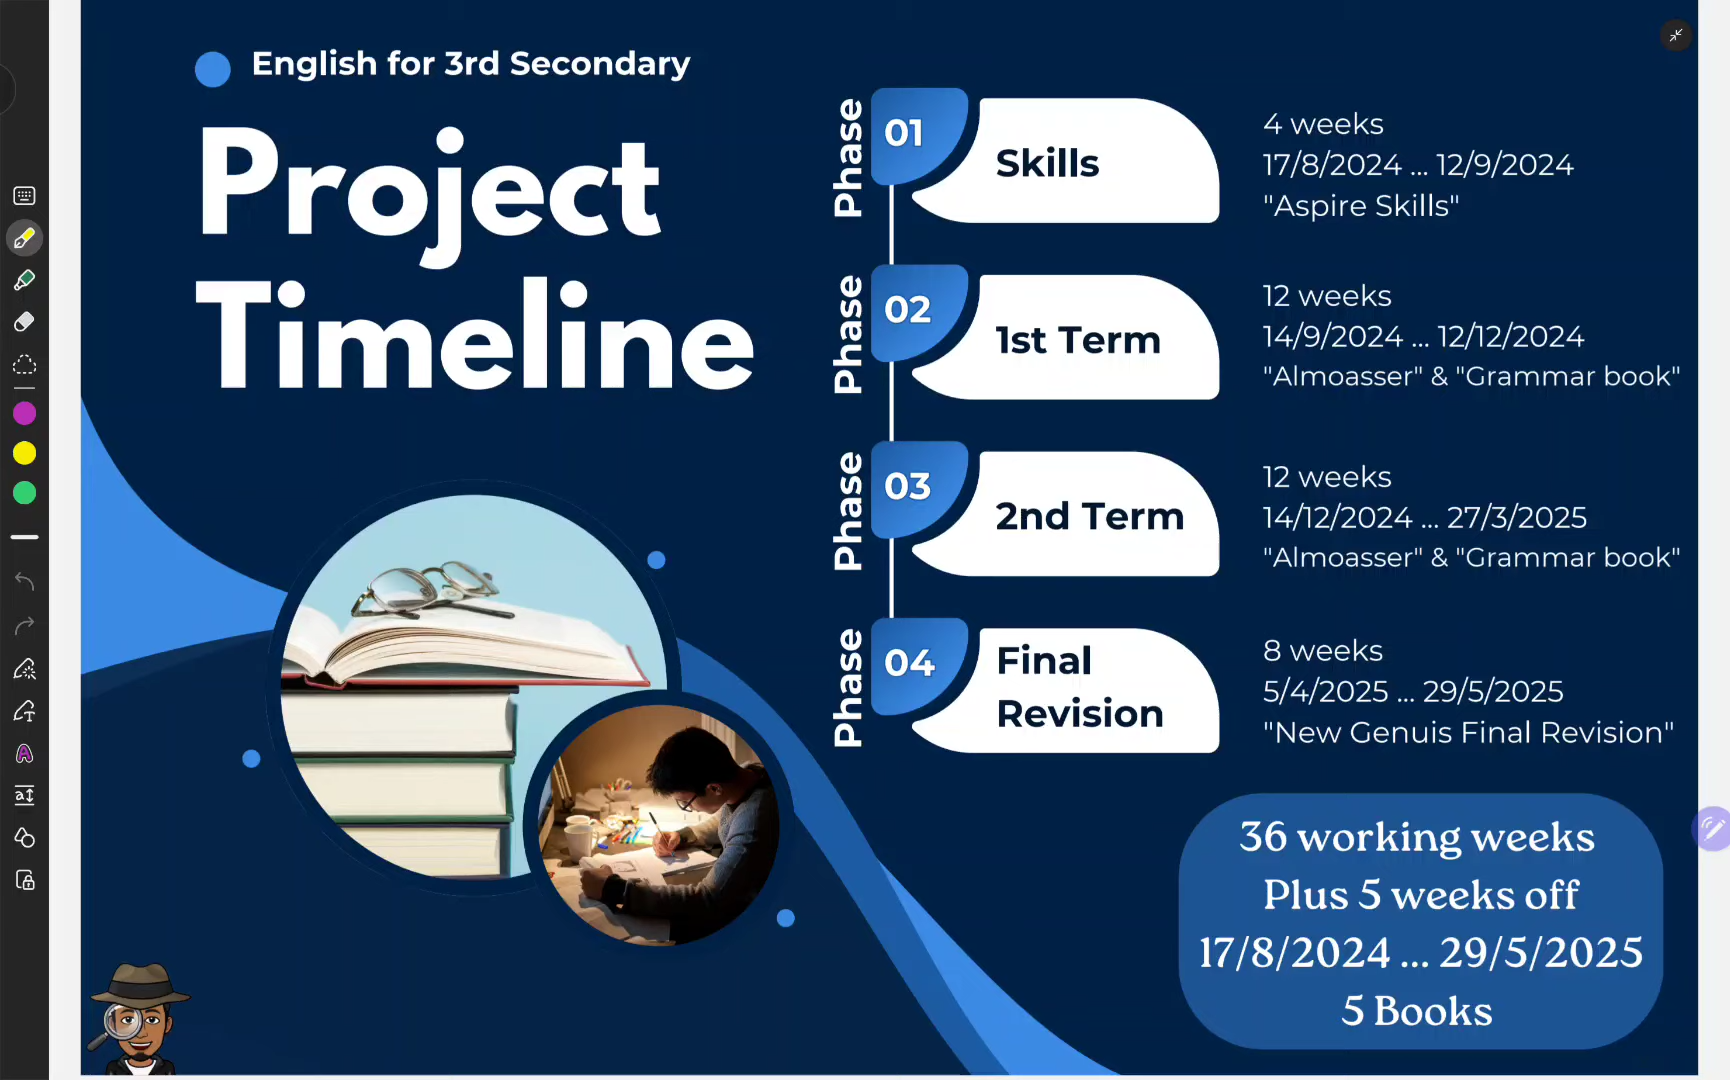 English for 3rd Secondary
Project
Timeline
Phase
01
Skills
4 weeks
17/8/2024 ... 12/9/2024
"Aspire Skills"
Phase
02
1st Term
12 weeks
14/9/2024 ... 12/12/2024
"Almoasser" & "Grammar book"
Phase
03
2nd Term
12 weeks
14/12/2024 ... 27/3/2025
"Almoasser" & "Grammar book"
Phase
04
Final
Revision
8 weeks
5/4/2025 ... 29/5/2025
"New Genuis Final Revision"
36 working weeks
Plus 5 weeks off
17/8/2024 ... 29/5/2025
5 Books